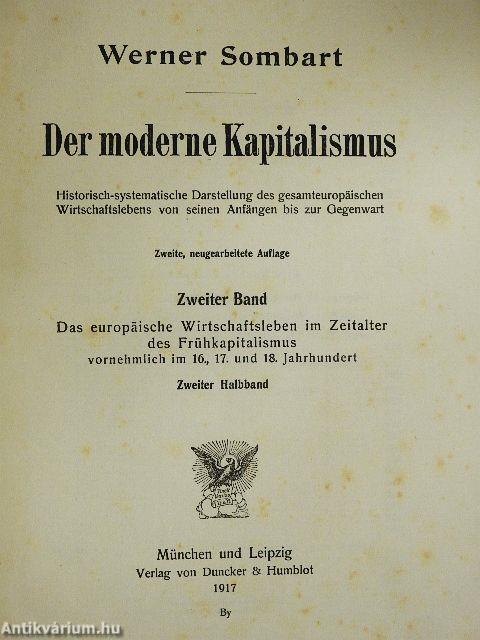 Werner Sombart
Der moderne Kapitalismus
Historisch-systematische Darstellung des gesamteuropäischen
Wirtschaftslebens von seinen Anfängen bis zur Gegenwart
Zweite, neugearbeitete Auflage
Zweiter Band
Das europäische Wirtschaftsleben im Zeitalter
des Frühkapitalismus
vornehmlich im 16., 17. und 18. Jahrhundert
Zweiter Halbband
München und Leipzig
Verlag von Duncker & Humblot
1917
By
Antikvárium.hu